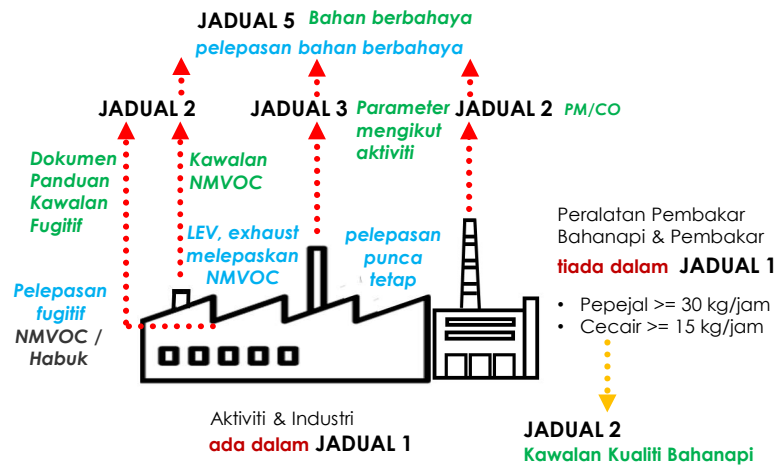 JADUAL 5 Bahan berbahaya
pelepasan bahan berbahaya
JADUAL 2
JADUAL 3
Parameter
mengikut
aktiviti
JADUAL 2 PM/CO
Dokumen
Panduan
Kawalan
Fugitif
Kawalan
NMVOC
LEV, exhaust
melepaskan
NMVOC
pelepasan
punca
tetap
Pelepasan
fugitif
NMVOC /
Habuk
Peralatan Pembakar
Bahanapi & Pembakar
tiada dalam JADUAL 1
• Pepejal >= 30 kg/jam
• Cecair >= 15 kg/jam
Aktiviti & Industri
ada dalam JADUAL 1
JADUAL 2
Kawalan Kualiti Bahanapi